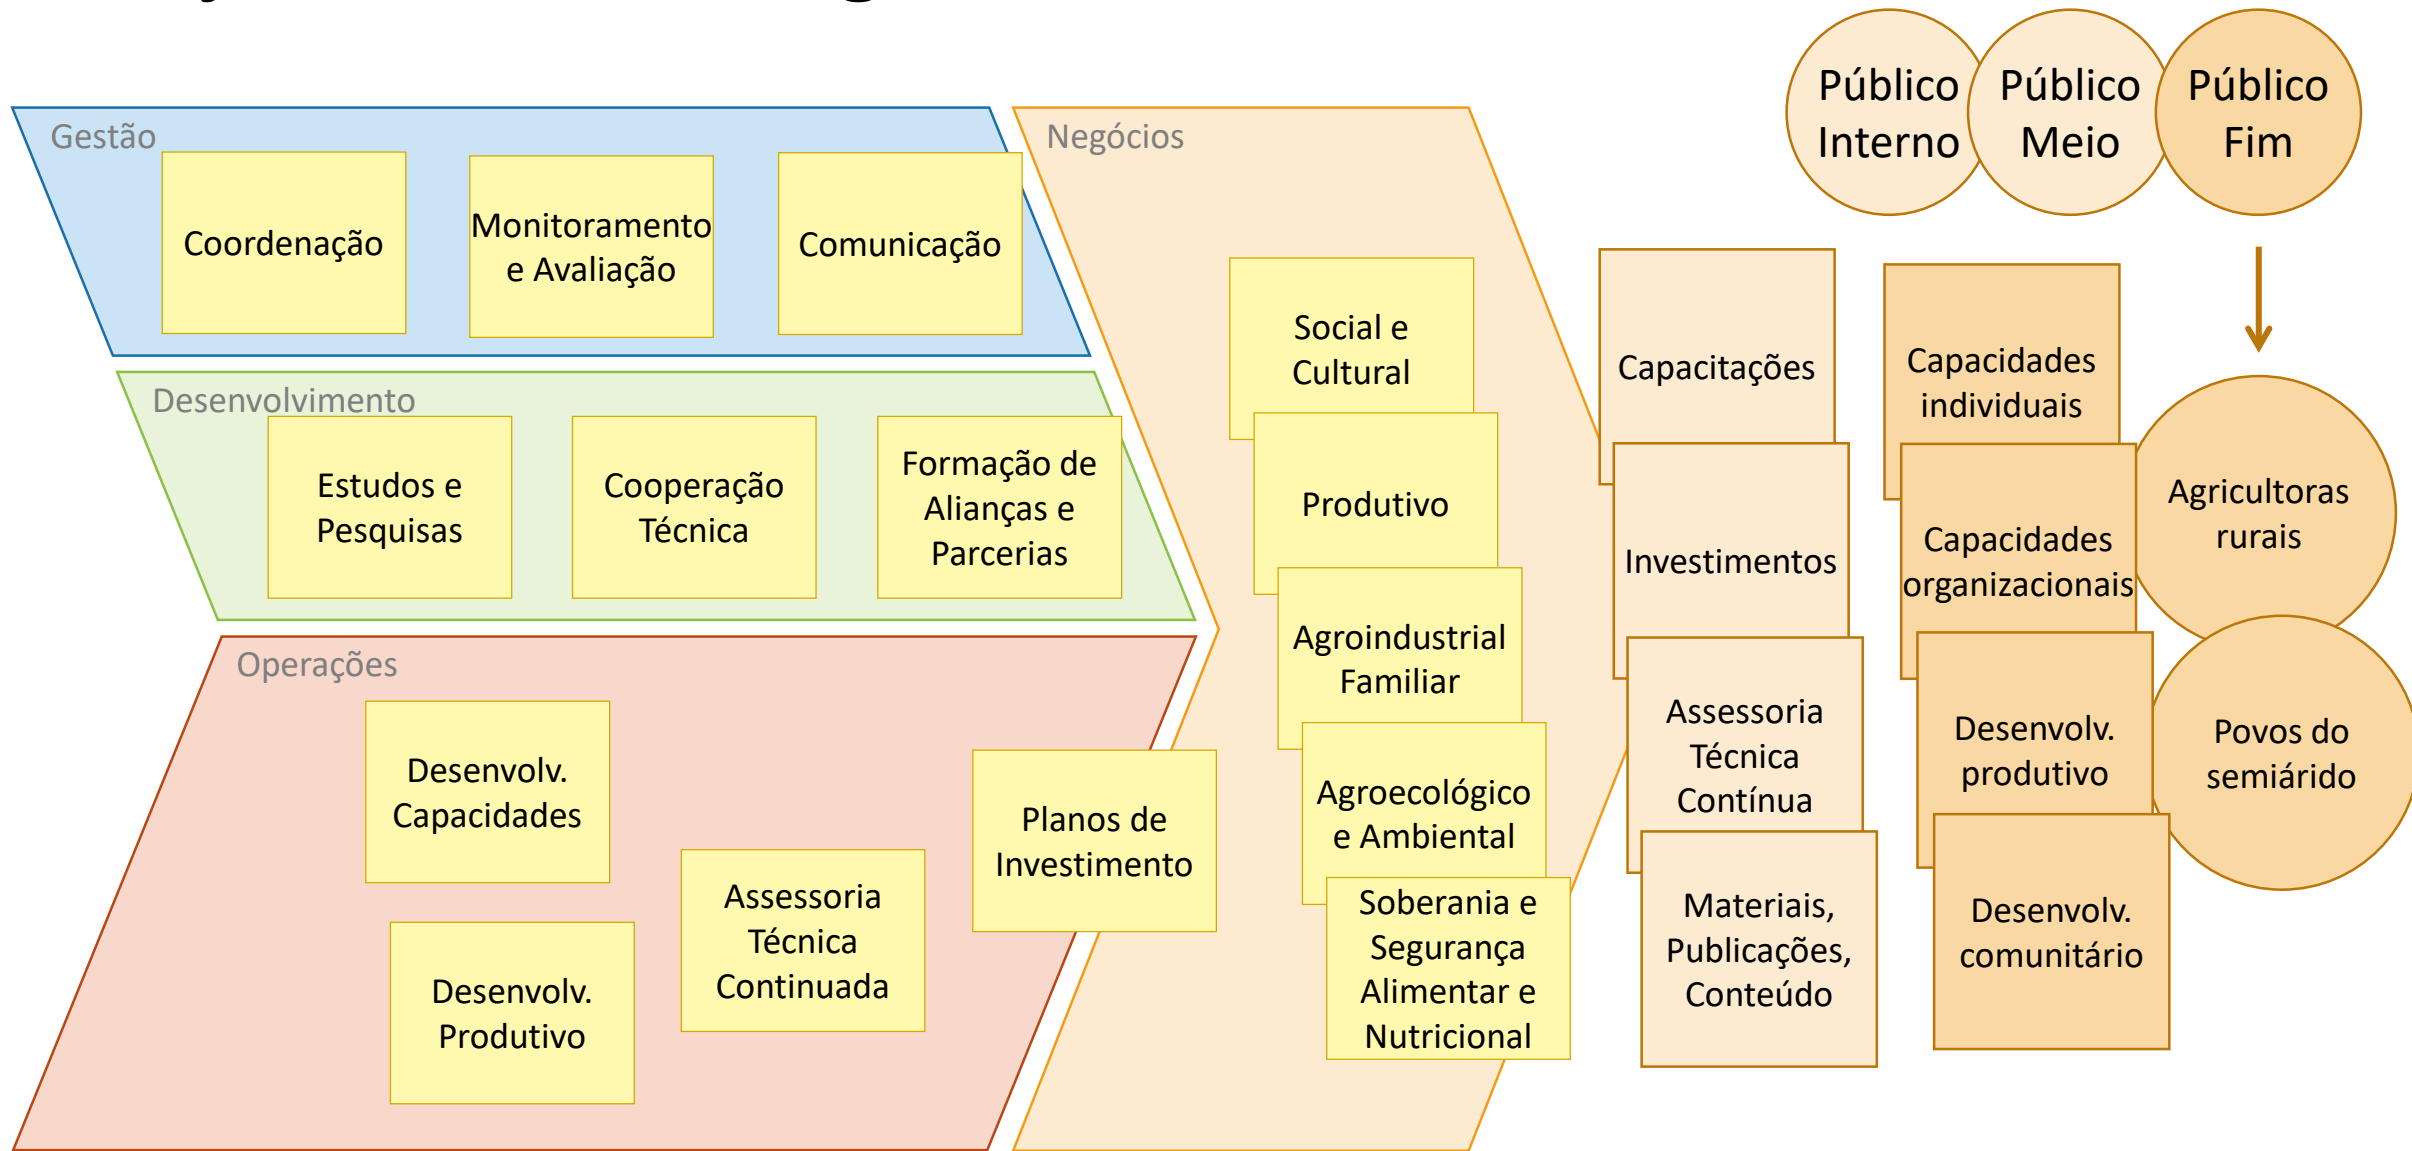 Gestão
Coordenação
Monitoramento
e Avaliação
Comunicação
Desenvolvimento
Estudos e
Pesquisas
Cooperação
Técnica
Formação de
Alianças e
Parcerias
Operações
Desenvolv.
Capacidades
Desenvolv.
Produtivo
Assessoria
Técnica
Continuada
Planos de
Investimento
Negócios
Social e
Cultural
Produtivo
Agroindustrial
Familiar
Agroecológico
e Ambiental
Soberania e
Segurança
Alimentar e
Nutricional
Capacitações
Investimentos
Assessoria
Técnica
Contínua
Materiais,
Publicações,
Conteúdo
Capacidades
individuais
Capacidades
organizacionais
Desenvolv.
produtivo
Desenvolv.
comunitário
Público
Interno
Público
Meio
Público
Fim
Agricultoras
rurais
Povos do
semiárido